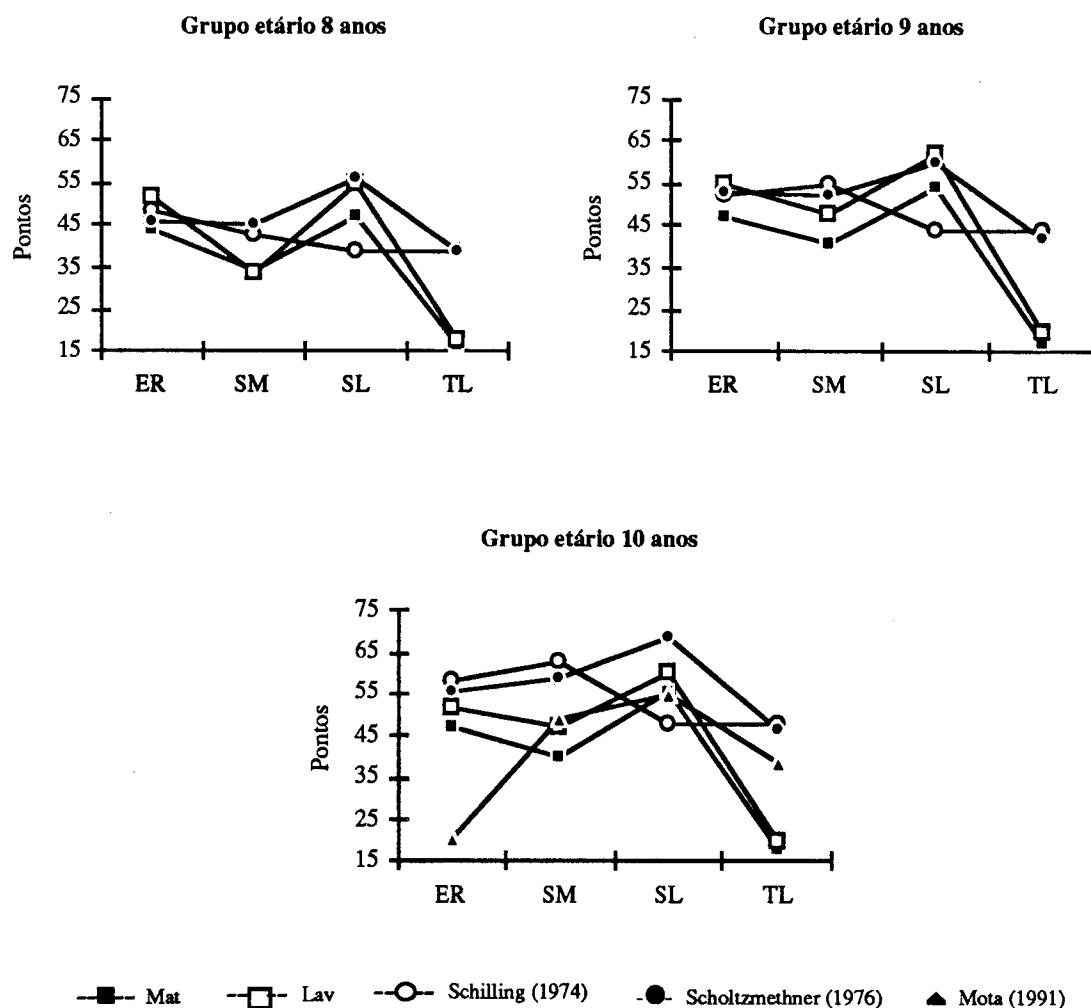 Grupo etário 8 anos
Pontos
75
65
55
45
35
25
15
ER SM SL TL
Grupo etário 9 anos
Pontos
75
65
55
45
35
25
15
ER SM SL TL
Grupo etário 10 anos
Pontos
75
65
55
45
35
25
15
ER SM SL TL
Mat Lav Schilling (1974) Scholtzmethner (1976) Mota (1991)